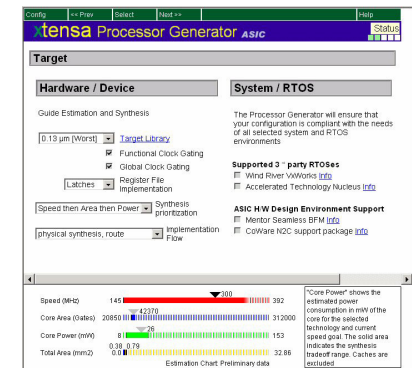 Config << Prev Select Next >> Help
Xtensa Processor Generator ASIC Status
Target
Hardware / Device
System / RTOS
Guide Estimation and Synthesis
0.13 µm [Worst] Target Library
Functional Clock Gating
Global Clock Gating
Latches Register File
Implementation
Speed then Area then Power Synthesis
prioritization
physical synthesis, route Implementation
Flow
The Processor Generator will ensure that
your configuration is compliant with the needs
of all selected system and RTOS
environments
Supported 3 " party RTOSes
Wind River VxWorks Info
Accelerated Technology Nucleus Info
ASIC H/W Design Environment Support
Mentor Seamless BFM Info
CoWare N2C support package Info
Speed (MHz) 145 300 392
Core Area (Gates) 20850 42370 312000
Core Power (mW) 8 26 153
Total Area (mm2) 0.0 0.38 0.79 32.86
Estimation Chart: Preliminary data
"Core Power" shows the
estimated power
consumption in mW of the
core for the selected
technology and current
speed goal. The solid area
indicates the synthesis
tradeoff range. Caches are
excluded